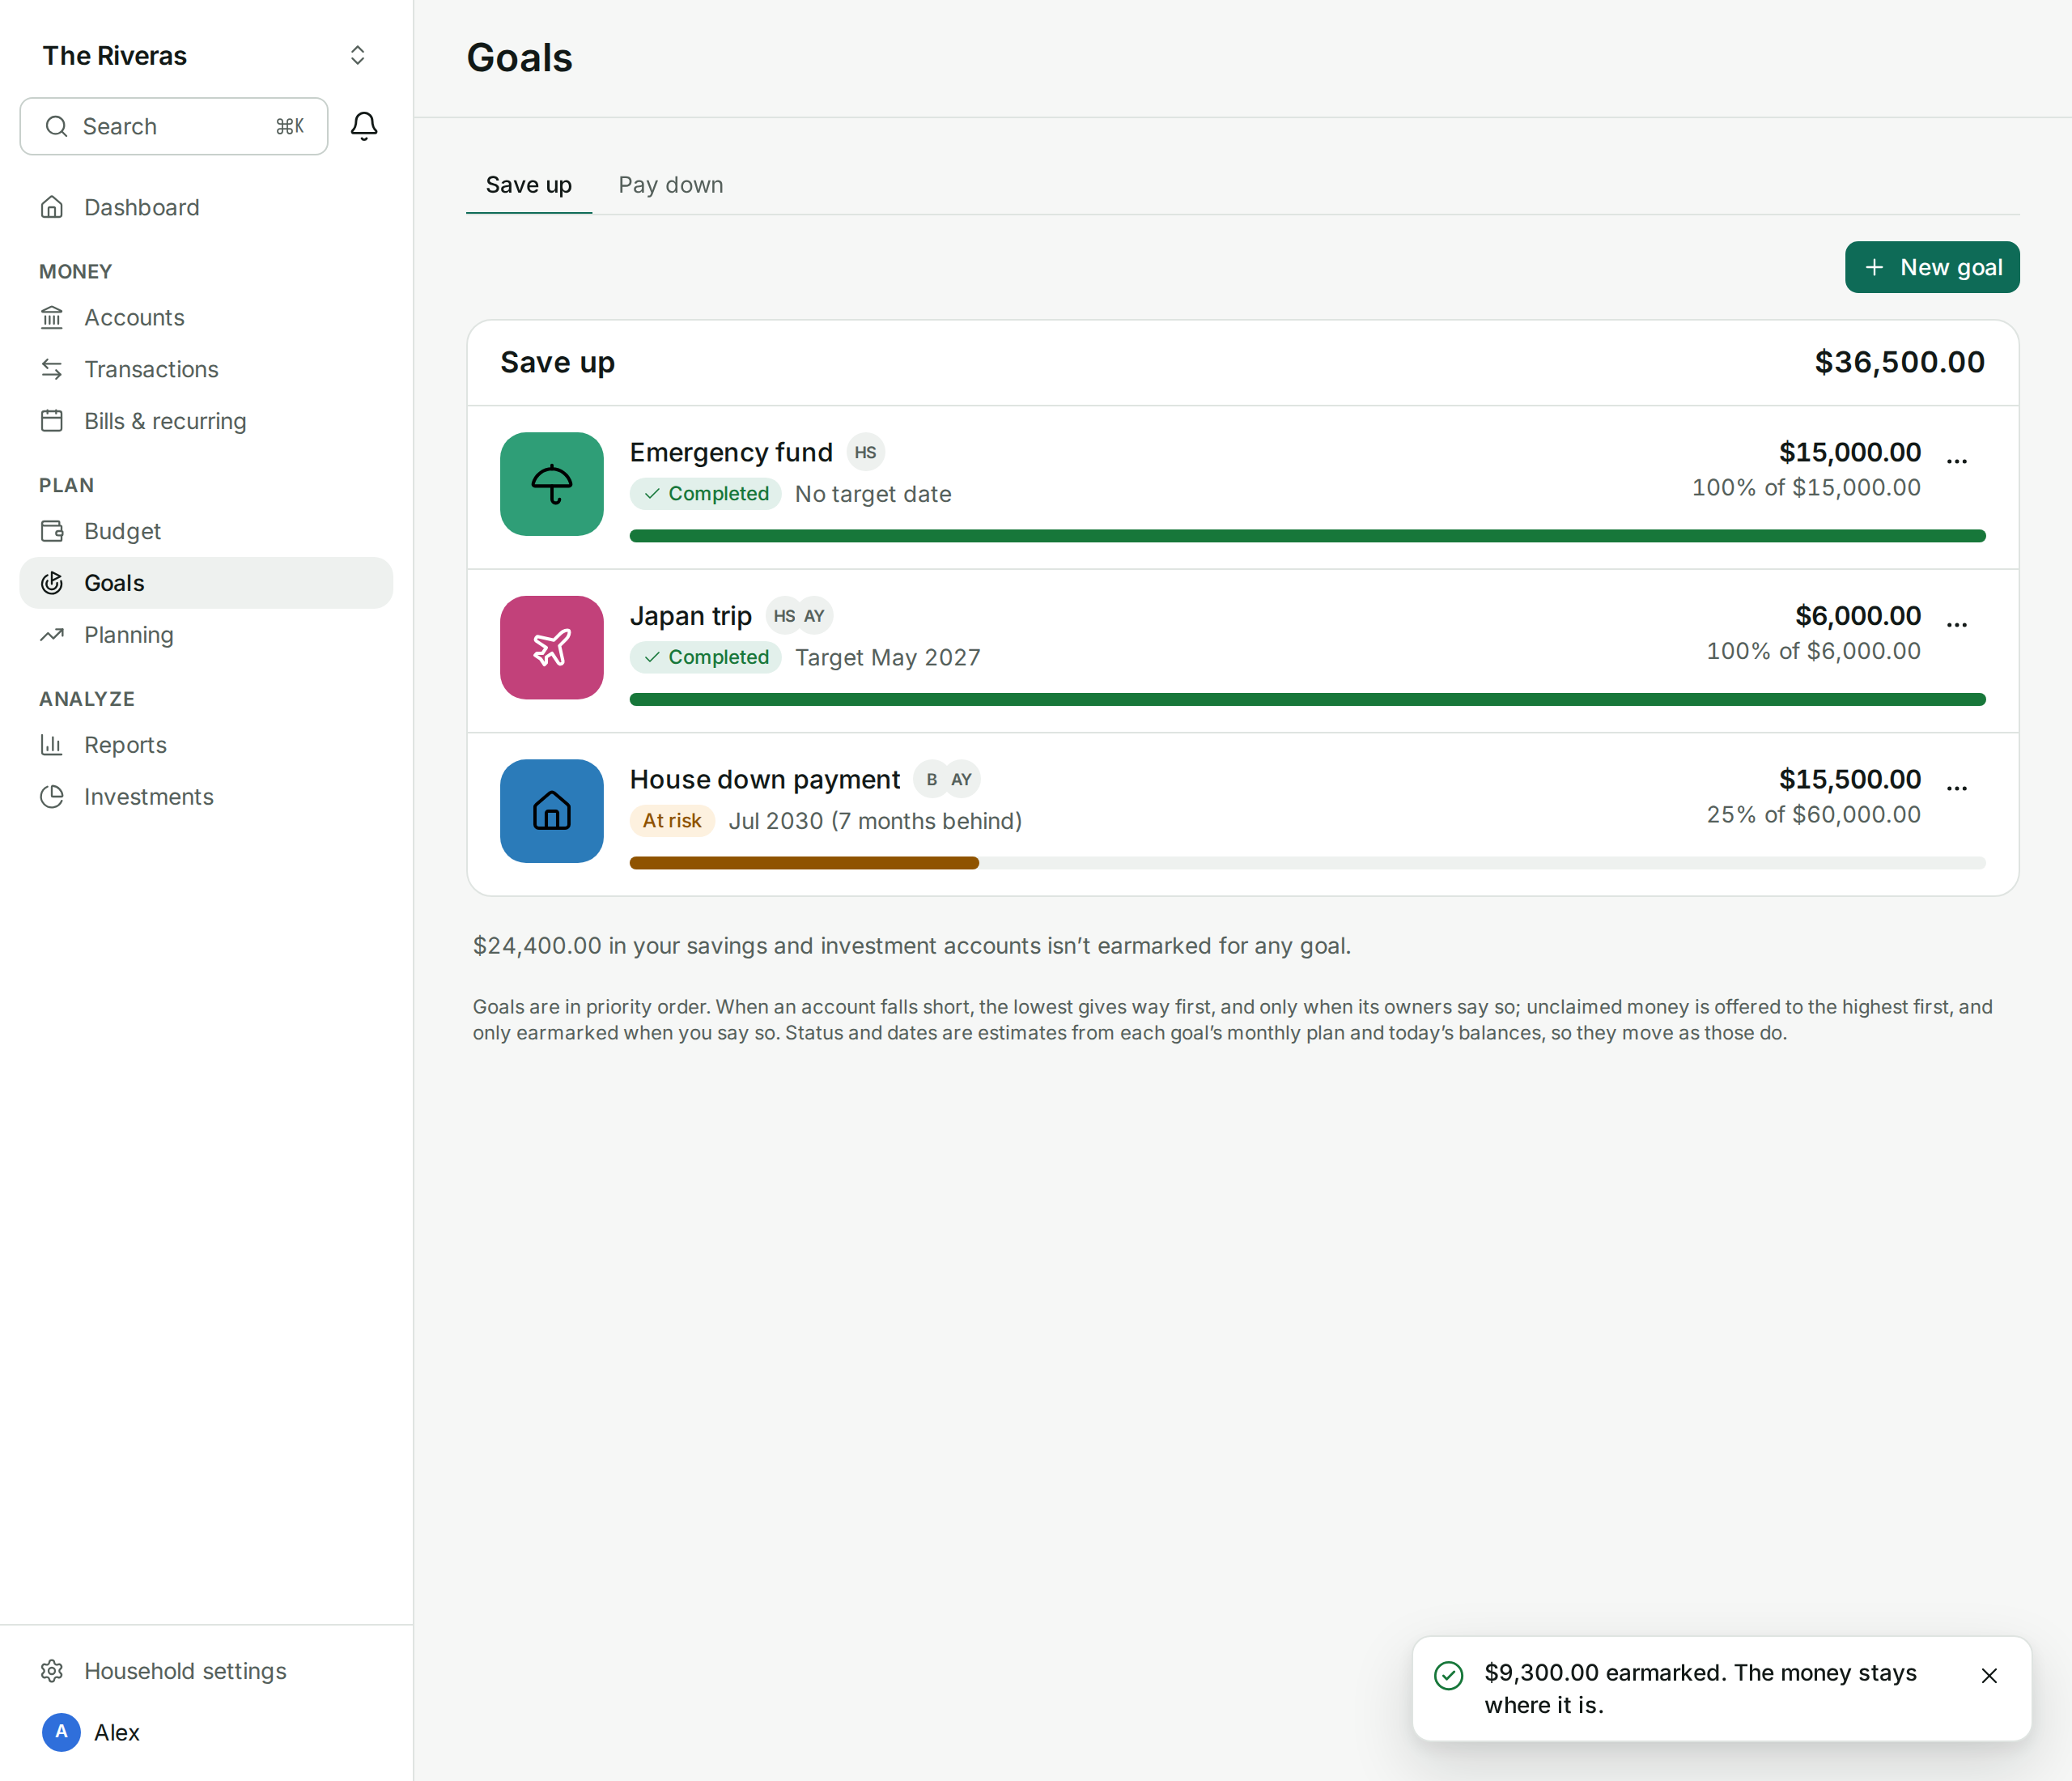 The Riveras
Search ⌘K
Dashboard
MONEY
Accounts
Transactions
Bills & recurring
PLAN
Budget
Goals
Planning
ANALYZE
Reports
Investments
Household settings
A Alex
Goals
Save up Pay down
New goal
Save up $36,500.00
Emergency fund HS $15,000.00
Completed No target date 100% of $15,000.00
Japan trip HS AY $6,000.00
Completed Target May 2027 100% of $6,000.00
House down payment B AY $15,500.00
At risk Jul 2030 (7 months behind) 25% of $60,000.00
$24,400.00 in your savings and investment accounts isn’t earmarked for any goal.
Goals are in priority order. When an account falls short, the lowest gives way first, and only when its owners say so; unclaimed money is offered to the highest first, and
only earmarked when you say so. Status and dates are estimates from each goal’s monthly plan and today’s balances, so they move as those do.
$9,300.00 earmarked. The money stays
where it is.